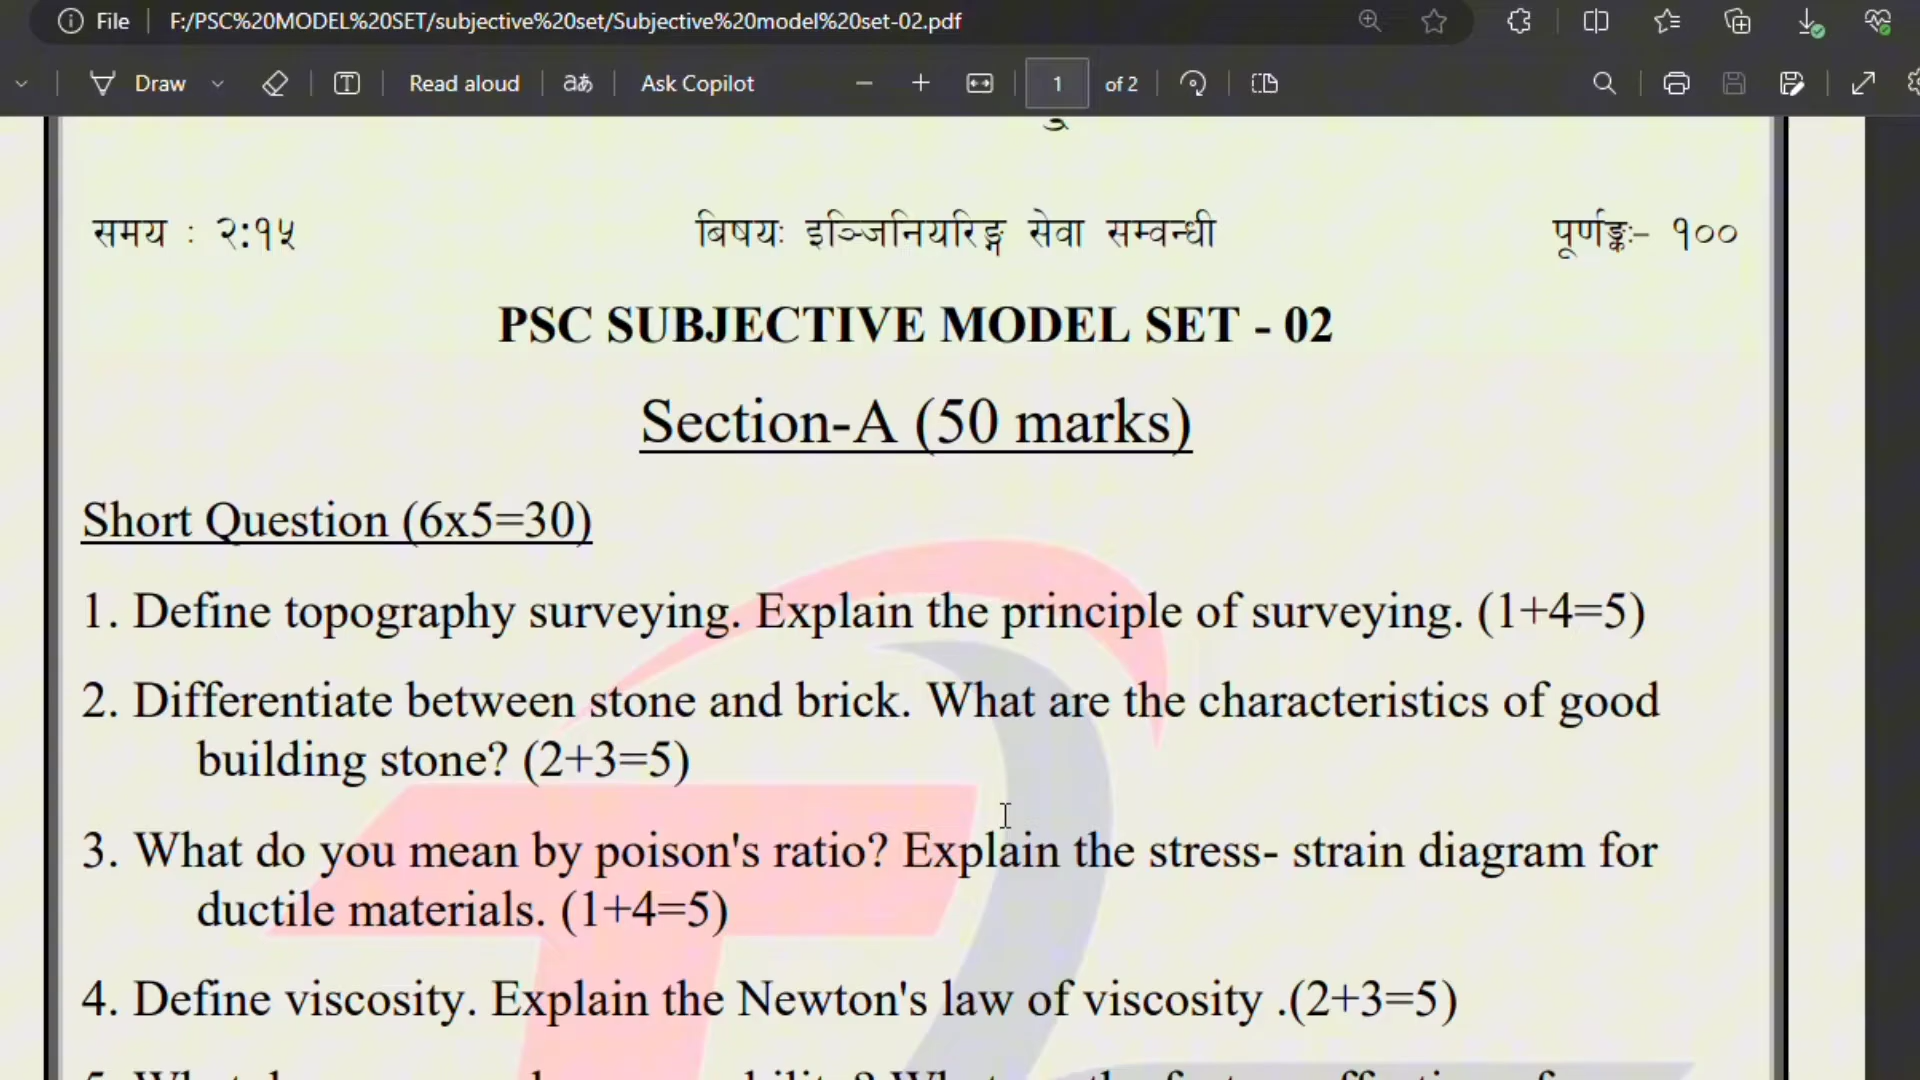 File F:/PSC%20MODEL%20SET/subjective%20set/Subjective%20model%20set-02.pdf
Draw Read aloud aあ Ask Copilot 1 of 2
समय : २:१५ बिषयः इञ्जिनियरिङ्ग सेवा सम्वन्धी पूर्णङ्कः- १००
PSC SUBJECTIVE MODEL SET - 02
Section-A (50 marks)
Short Question (6x5=30)
1. Define topography surveying. Explain the principle of surveying. (1+4=5)
2. Differentiate between stone and brick. What are the characteristics of good
building stone? (2+3=5)
3. What do you mean by poison's ratio? Explain the stress- strain diagram for
ductile materials. (1+4=5)
4. Define viscosity. Explain the Newton's law of viscosity .(2+3=5)